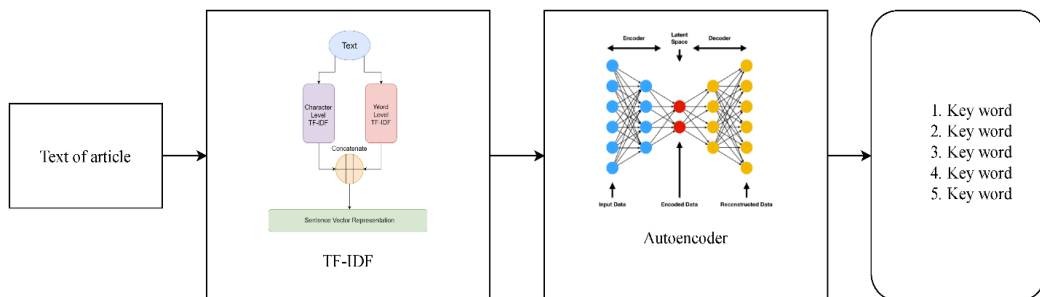 Text of article
Text
Character
Level
TF-IDF
Word
Level
TF-IDF
Concatenate
Sentence Vector Representation
TF-IDF
Encoder
Latent
Space
Decoder
Input Data
Encoded Data
Reconstructed Data
Autoencoder
1. Key word
2. Key word
3. Key word
4. Key word
5. Key word